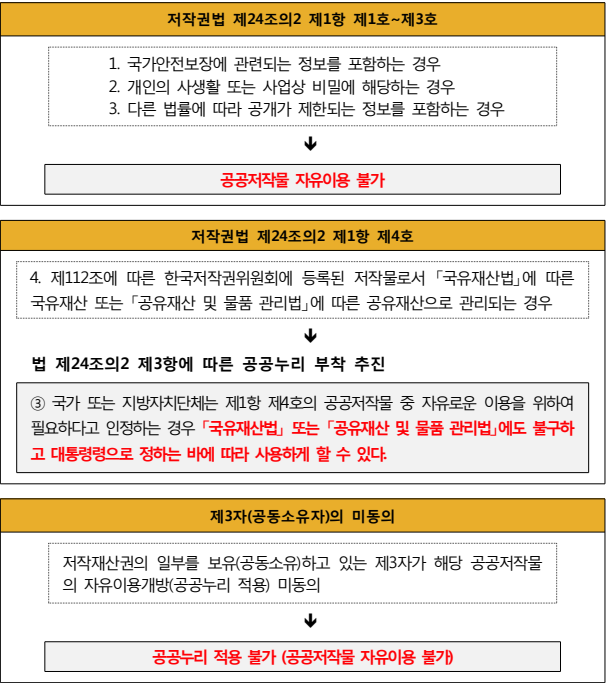 저작권법 제24조의2 제1항 제1호~제3호
1. 국가안전보장에 관련되는 정보를 포함하는 경우
2. 개인의 사생활 또는 사업상 비밀에 해당하는 경우
3. 다른 법률에 따라 공개가 제한되는 정보를 포함하는 경우
공공저작물 자유이용 불가
저작권법 제24조의2 제1항 제4호
4. 제112조에 따른 한국저작권위원회에 등록된 저작물로서 「국유재산법」에 따른
국유재산 또는 「공유재산 및 물품 관리법」에 따른 공유재산으로 관리되는 경우
법 제24조의2 제3항에 따른 공공누리 부착 추진
③ 국가 또는 지방자치단체는 제1항 제4호의 공공저작물 중 자유로운 이용을 위하여
필요하다고 인정하는 경우 「국유재산법」 또는 「공유재산 및 물품 관리법」에도 불구하
고 대통령령으로 정하는 바에 따라 사용하게 할 수 있다.
제3자(공동소유자)의 미동의
저작재산권의 일부를 보유(공동소유)하고 있는 제3자가 해당 공공저작물
의 자유이용개방(공공누리 적용) 미동의
공공누리 적용 불가 (공공저작물 자유이용 불가)